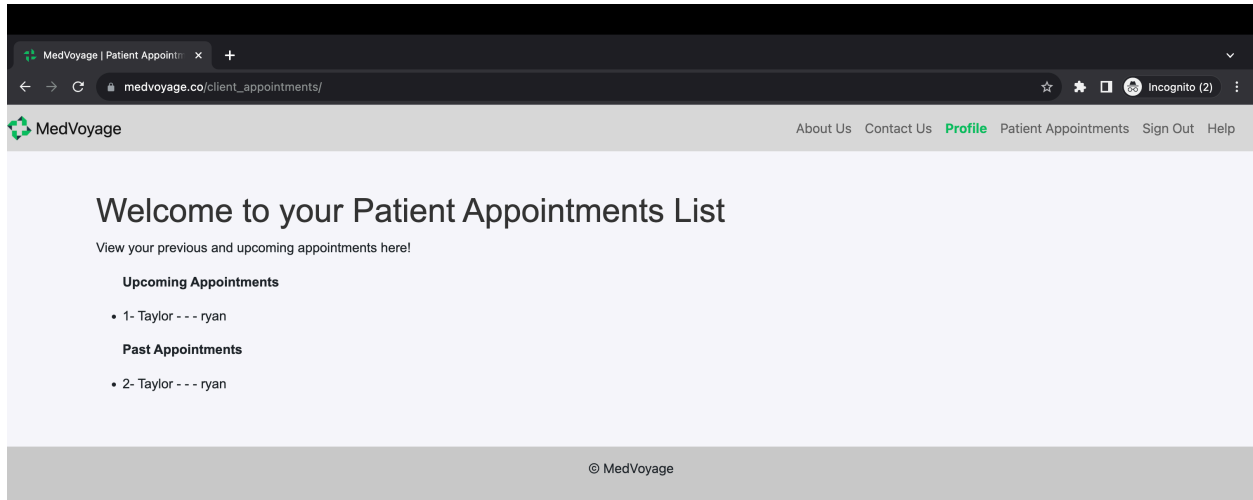 MedVoyage | Patient Appointm
medvoyage.co/client_appointments/
Incognito (2)
MedVoyage
About Us Contact Us Profile Patient Appointments Sign Out Help
Welcome to your Patient Appointments List
View your previous and upcoming appointments here!
Upcoming Appointments
• 1- Taylor - - - ryan
Past Appointments
• 2- Taylor - - - ryan
© MedVoyage